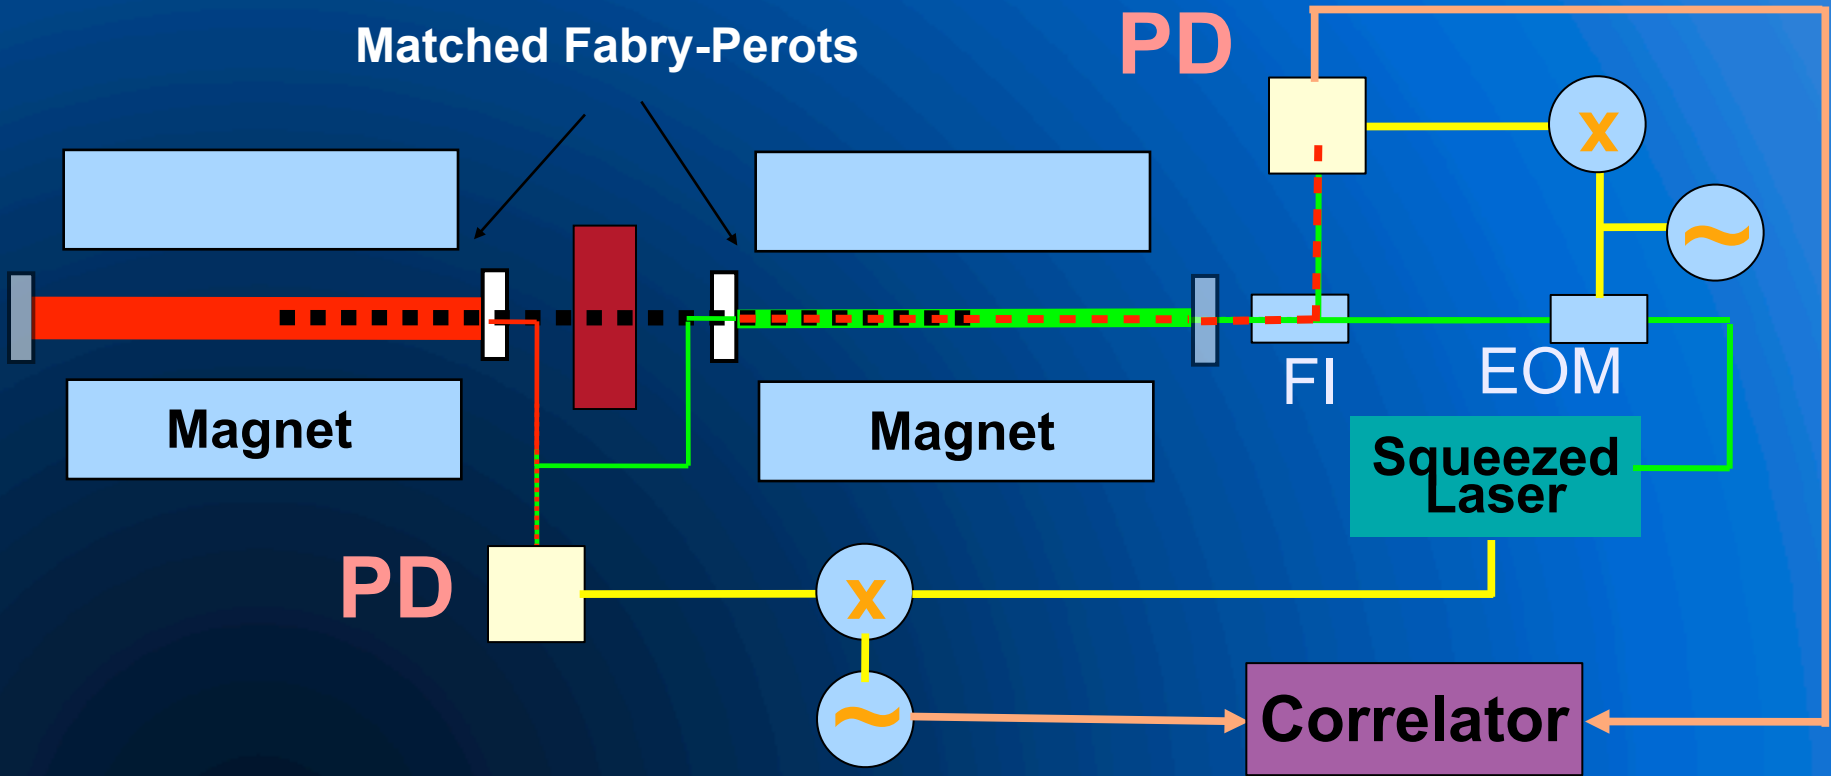 Matched Fabry-Perots
PD
x
~
Magnet
Magnet
FI
EOM
Squeezed
Laser
PD
x
~
Correlator